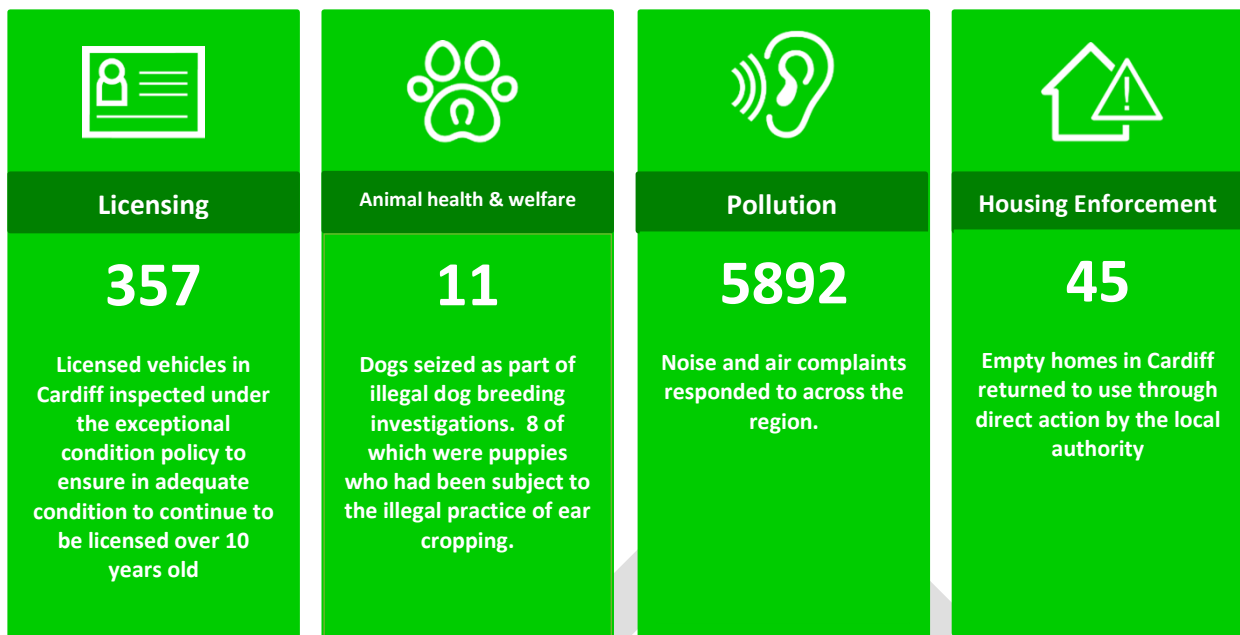 Licensing
357
Licensed vehicles in
Cardiff inspected under
the exceptional
condition policy to
ensure in adequate
condition to continue to
be licensed over 10
years old
Animal health & welfare
11
Dogs seized as part of
illegal dog breeding
investigations.  8 of
which were puppies
who had been subject to
the illegal practice of ear
cropping.
Pollution
5892
Noise and air complaints
responded to across the
region.
Housing Enforcement
45
Empty homes in Cardiff
returned to use through
direct action by the local
authority